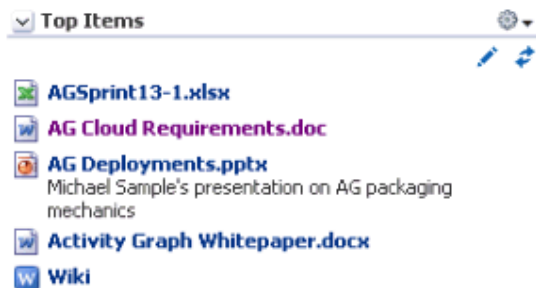 Top Items
AGSprint13-1.xlsx
AG Cloud Requirements.doc
AG Deployments.pptx
Michael Sample's presentation on AG packaging
mechanics
Activity Graph Whitepaper.docx
Wiki